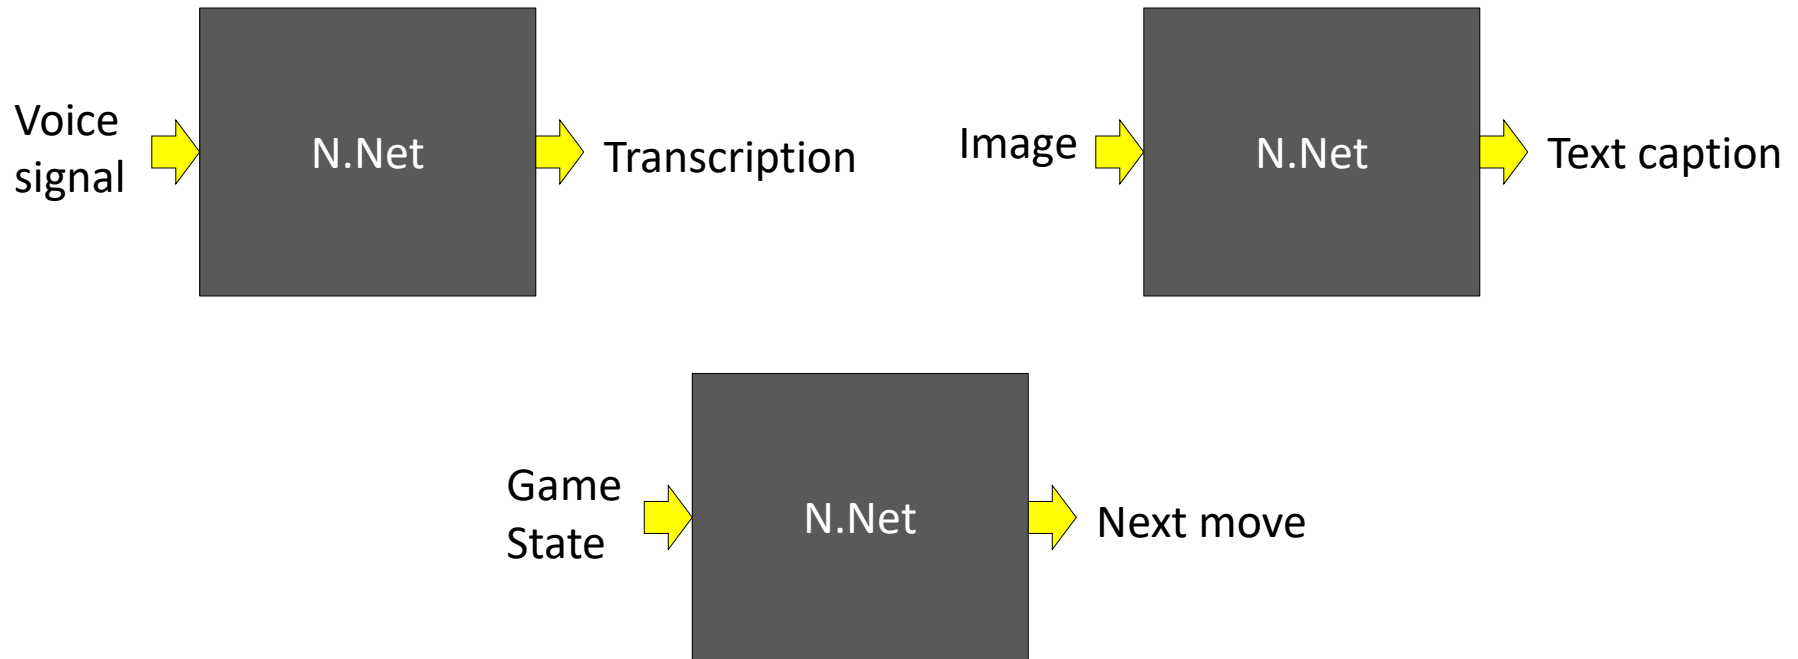 Voice
signal
N.Net
Transcription
Image
N.Net
Text caption
Game
State
N.Net
Next move